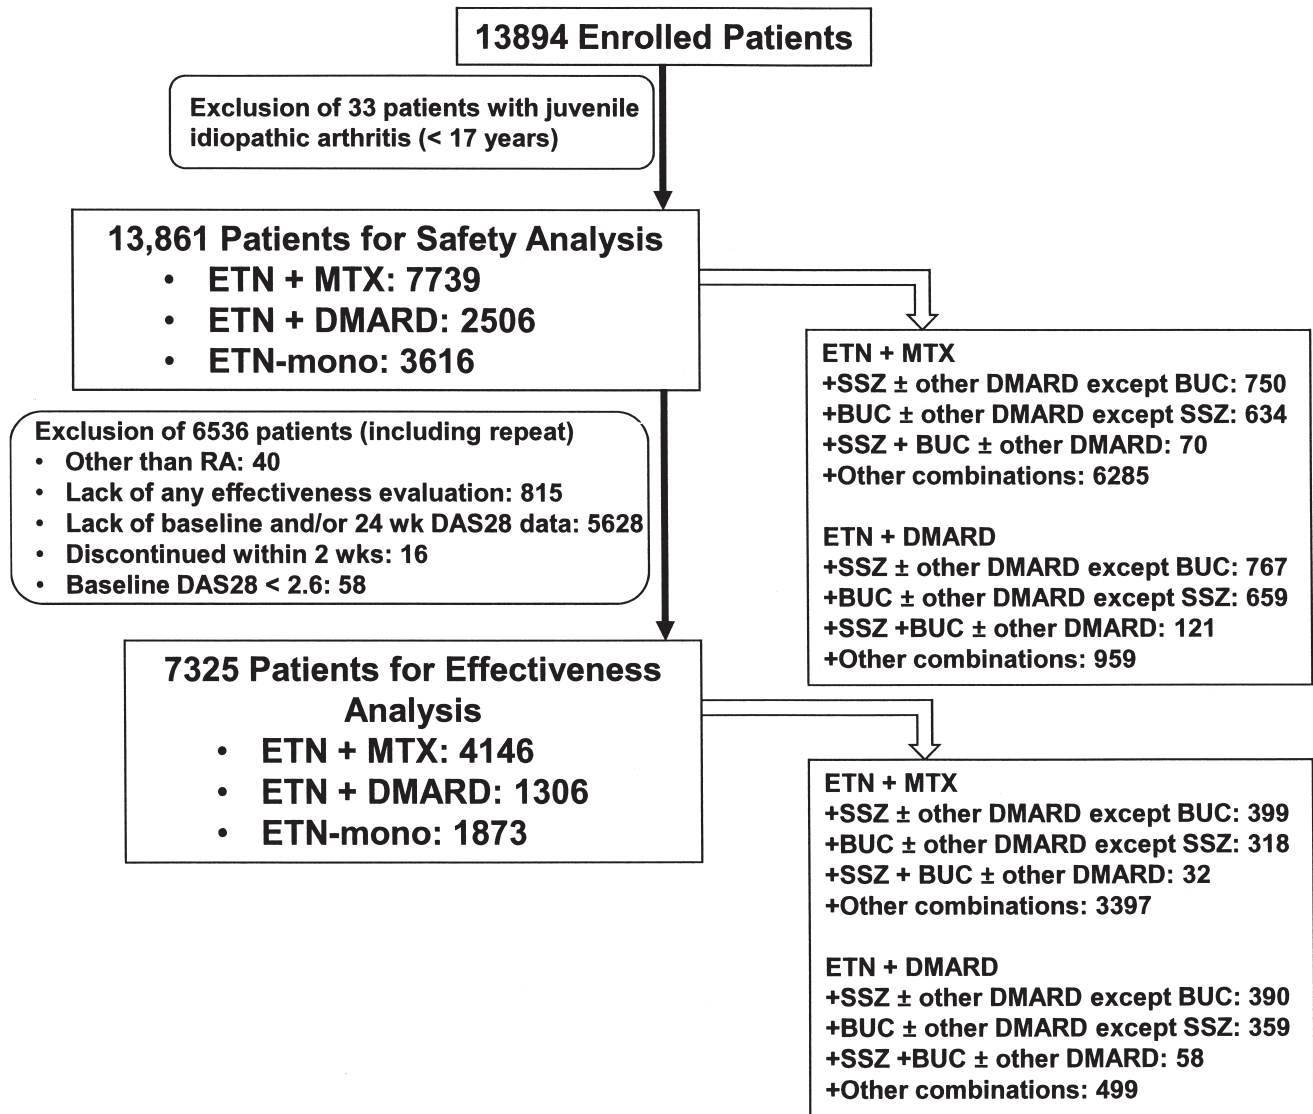 13894 Enrolled Patients
Exclusion of 33 patients with juvenile
idiopathic arthritis (< 17 years)
13,861 Patients for Safety Analysis
• ETN + MTX: 7739
• ETN + DMARD: 2506
• ETN-mono: 3616
ETN + MTX
+SSZ ± other DMARD except BUC: 750
+BUC ± other DMARD except SSZ: 634
+SSZ + BUC ± other DMARD: 70
+Other combinations: 6285
ETN + DMARD
+SSZ ± other DMARD except BUC: 767
+BUC ± other DMARD except SSZ: 659
+SSZ +BUC ± other DMARD: 121
+Other combinations: 959
Exclusion of 6536 patients (including repeat)
• Other than RA: 40
• Lack of any effectiveness evaluation: 815
• Lack of baseline and/or 24 wk DAS28 data: 5628
• Discontinued within 2 wks: 16
• Baseline DAS28 < 2.6: 58
7325 Patients for Effectiveness
Analysis
• ETN + MTX: 4146
• ETN + DMARD: 1306
• ETN-mono: 1873
ETN + MTX
+SSZ ± other DMARD except BUC: 399
+BUC ± other DMARD except SSZ: 318
+SSZ + BUC ± other DMARD: 32
+Other combinations: 3397
ETN + DMARD
+SSZ ± other DMARD except BUC: 390
+BUC ± other DMARD except SSZ: 359
+SSZ +BUC ± other DMARD: 58
+Other combinations: 499